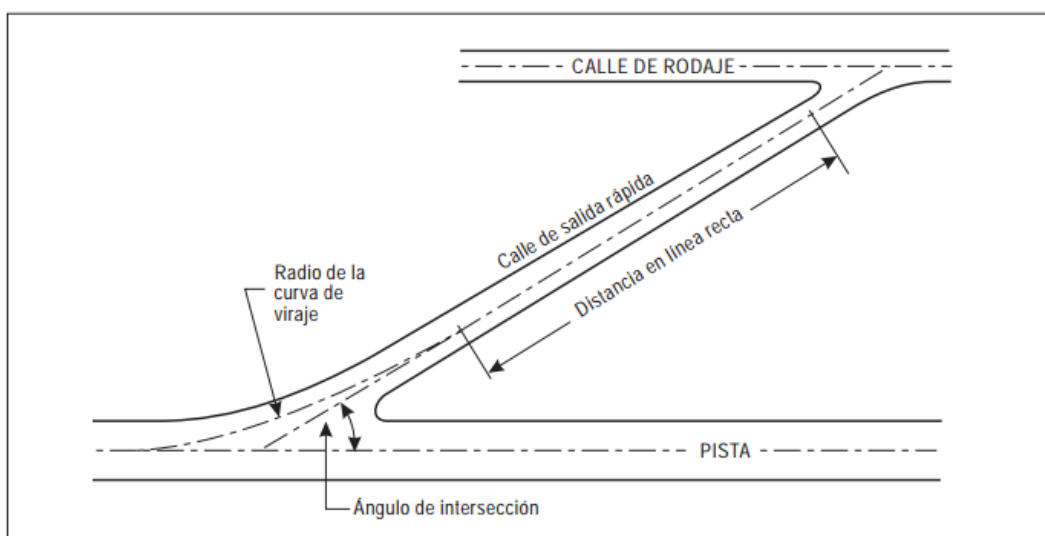 CALLE DE RODAJE
Calle de salida rápida
Distancia en línea recta
Radio de la
curva de
viraje
PISTA
Ángulo de intersección